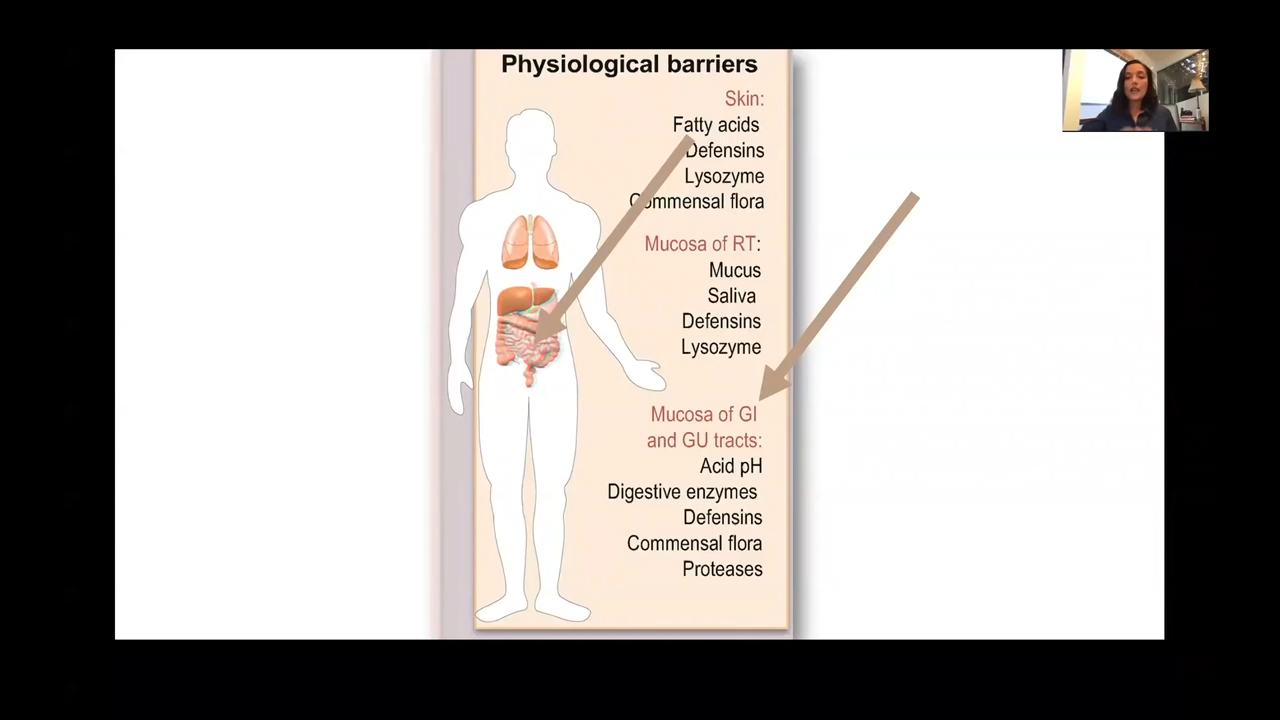 Physiological barriers
Skin:
Fatty acids
Defensins
Lysozyme
Commensal flora
Mucosa of RT:
Mucus
Saliva
Defensins
Lysozyme
Mucosa of GI
and GU tracts:
Acid pH
Digestive enzymes
Defensins
Commensal flora
Proteases